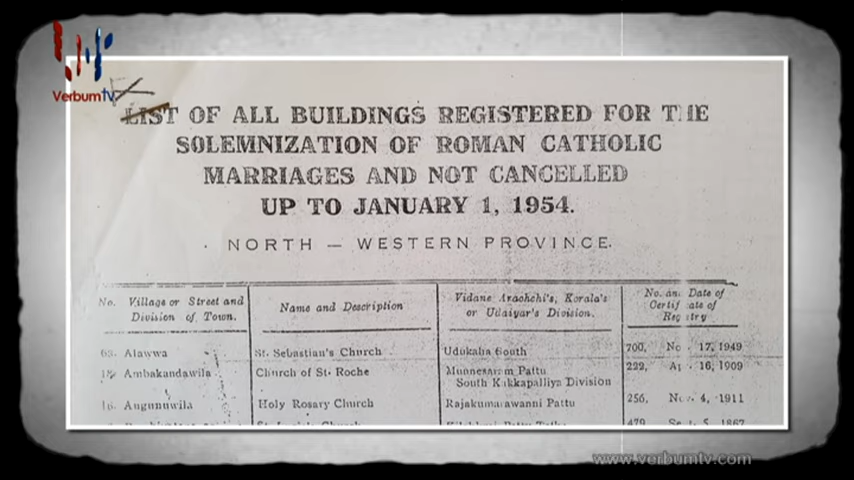 VerbumTV
LIST OF ALL BUILDINGS REGISTERED FOR THE
SOLEMNIZATION OF ROMAN CATHOLIC
MARRIAGES AND NOT CANCELLED
UP TO JANUARY 1, 1954.
NORTH - WESTERN PROVINCE.
No. Village or Street and Division of Town.
Name and Description
Vidane Arachchi's, Korala's or Udaiyar's Division.
No. and Date of Certificate of Registry
Alawwa St. Sebastian's Church Udukaha South 700, 17, 1949
Ambakandawila Church of St. Roche Munnessaram Pattu 222, 16, 1909
South Kakkapalliya Division
Angunuwila Holy Rosary Church Rajakumarawanni Pattu 256, Nov. 4, 1911
5, 1867
www.verbumtv.com